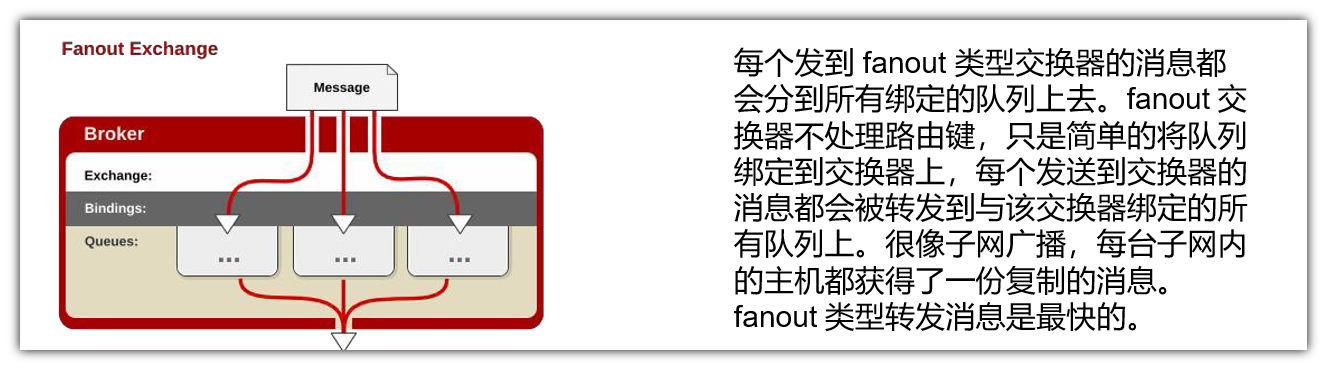 Fanout Exchange
Message
Broker
Exchange:
Bindings:
Queues:
... ... ...
每个发到 fanout 类型交换器的消息都
会分到所有绑定的队列上去。fanout 交
换器不处理路由键，只是简单的将队列
绑定到交换器上，每个发送到交换器的
消息都会被转发到与该交换器绑定的所
有队列上。很像子网广播，每台子网内
的主机都获得了一份复制的消息。
fanout 类型转发消息是最快的。